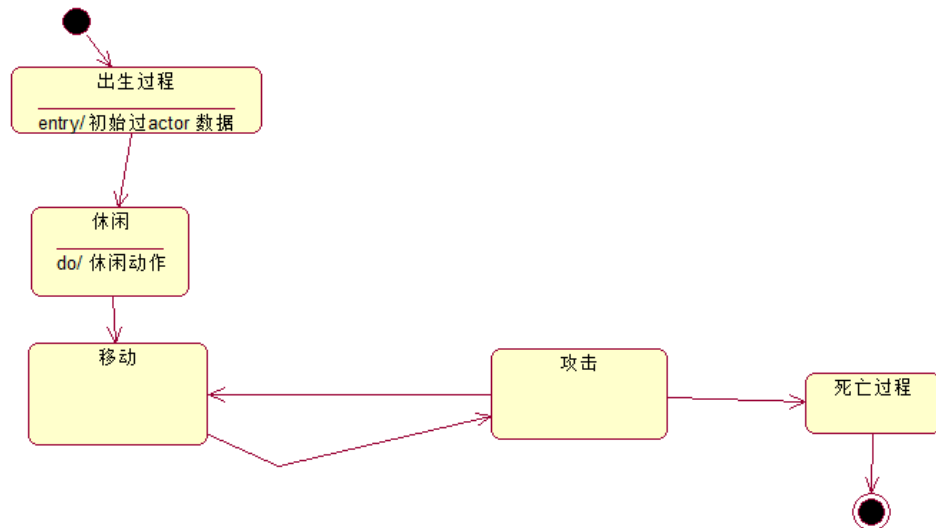 出生过程
entry/ 初始过actor 数据
休闲
do/ 休闲动作
移动
攻击
死亡过程